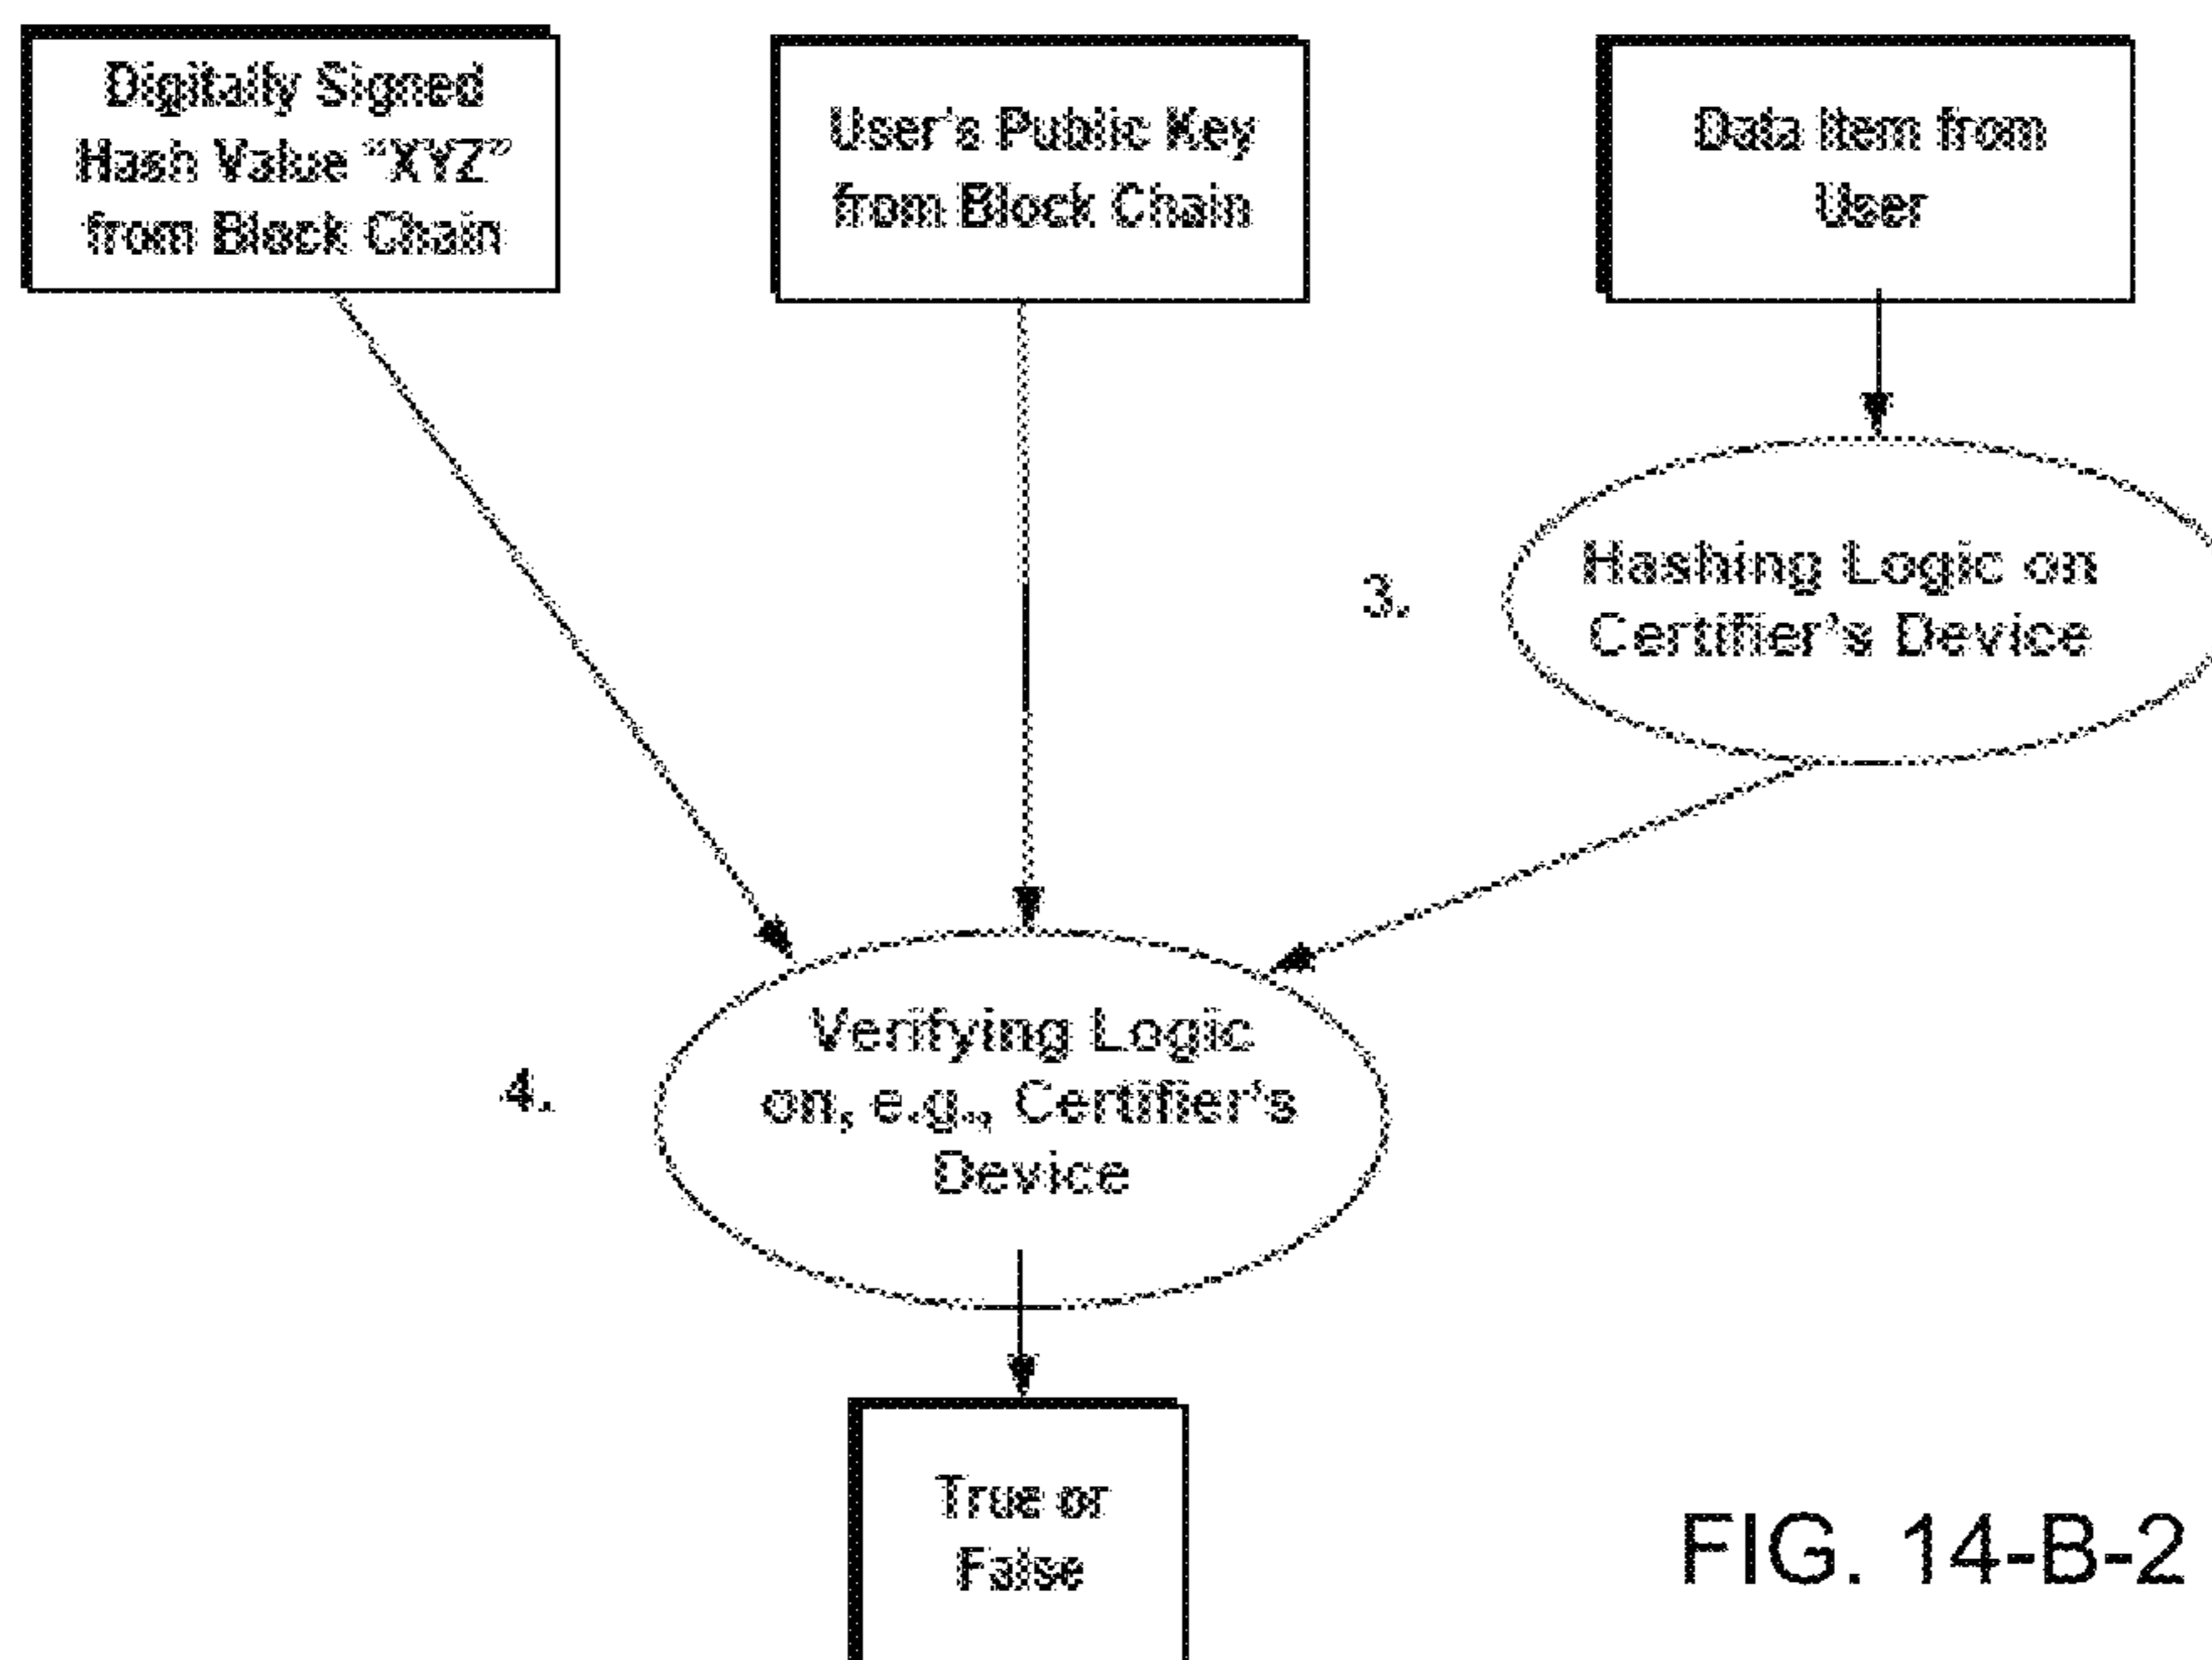 Digitally Signed
Hash Value “XYZ”
from Block Chain
User's Public Key
from Block Chain
Data Item from
User
3.
Hashing Logic on
Certifier's Device
4.
Verifying Logic
on, e.g., Certifier's
Device
True or
False
FIG. 14-B-2